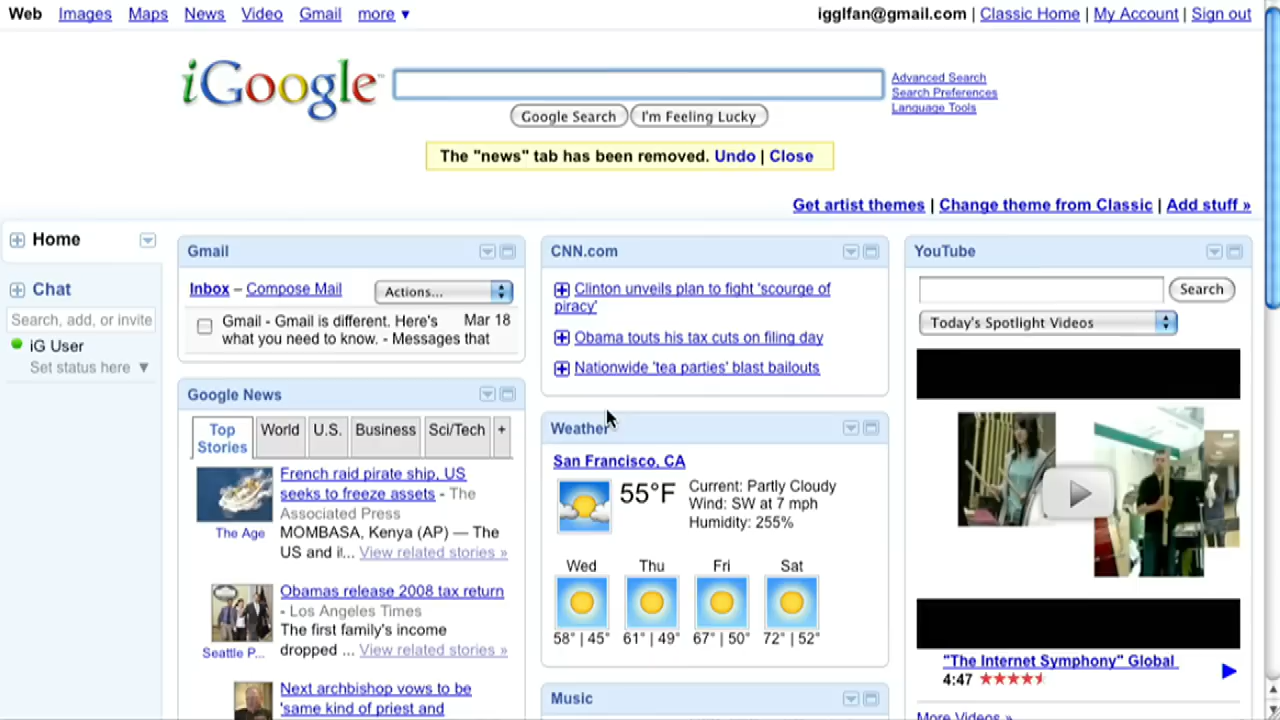 Web Images Maps News Video Gmail more ▼
igglfan@gmail.com | Classic Home | My Account | Sign out
iGoogle™
Advanced Search
Search Preferences
Language Tools
Google Search
I'm Feeling Lucky
The "news" tab has been removed. Undo | Close
Get artist themes | Change theme from Classic | Add stuff »
Home
Chat
Search, add, or invite
iG User
Set status here ▼
Gmail
Inbox – Compose Mail
Actions...
Gmail - Gmail is different. Here's
what you need to know. - Messages that
Mar 18
Google News
Top
Stories
World
U.S.
Business
Sci/Tech
+
French raid pirate ship, US
seeks to freeze assets - The
Associated Press
The Age
MOMBASA, Kenya (AP) — The
US and i... View related stories »
Obamas release 2008 tax return
- Los Angeles Times
The first family's income
dropped ... View related stories »
Seattle P...
Next archbishop vows to be
'same kind of priest and
CNN.com
Clinton unveils plan to fight 'scourge of
piracy'
Obama touts his tax cuts on filing day
Nationwide 'tea parties' blast bailouts
Weather
San Francisco, CA
55°F
Current: Partly Cloudy
Wind: SW at 7 mph
Humidity: 255%
Wed Thu Fri Sat
58° | 45° 61° | 49° 67° | 50° 72° | 52°
Music
YouTube
Search
Today's Spotlight Videos
"The Internet Symphony" Global
4:47
More Videos »